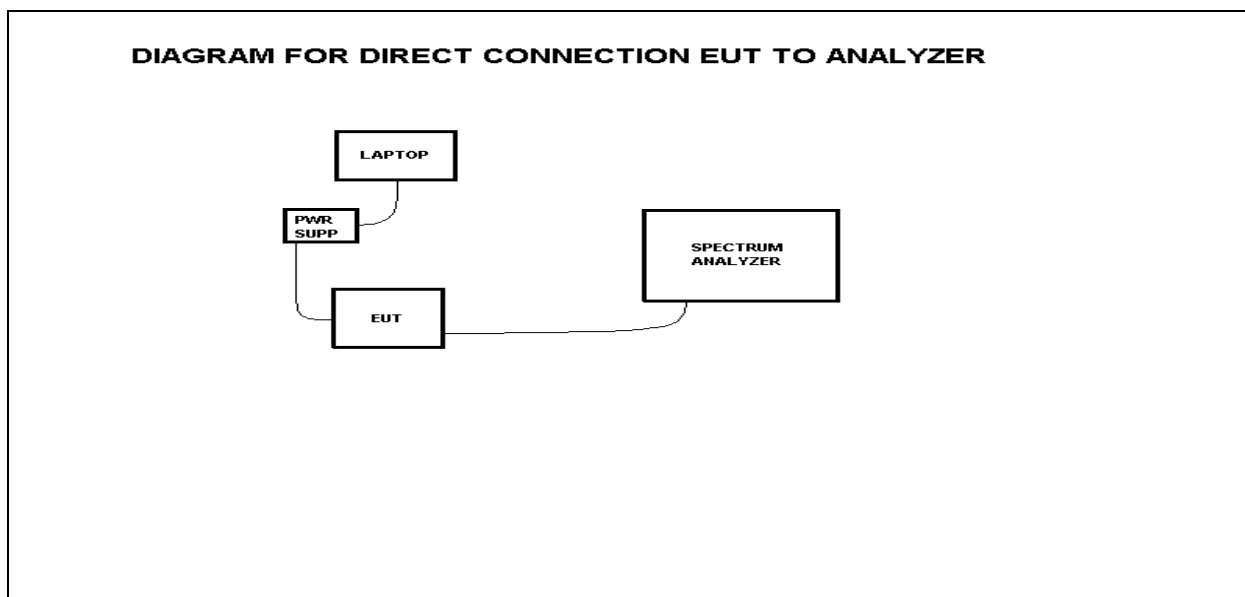 DIAGRAM FOR DIRECT CONNECTION EUT TO ANALYZER
LAPTOP
PWR
SUPP
SPECTRUM
ANALYZER
EUT